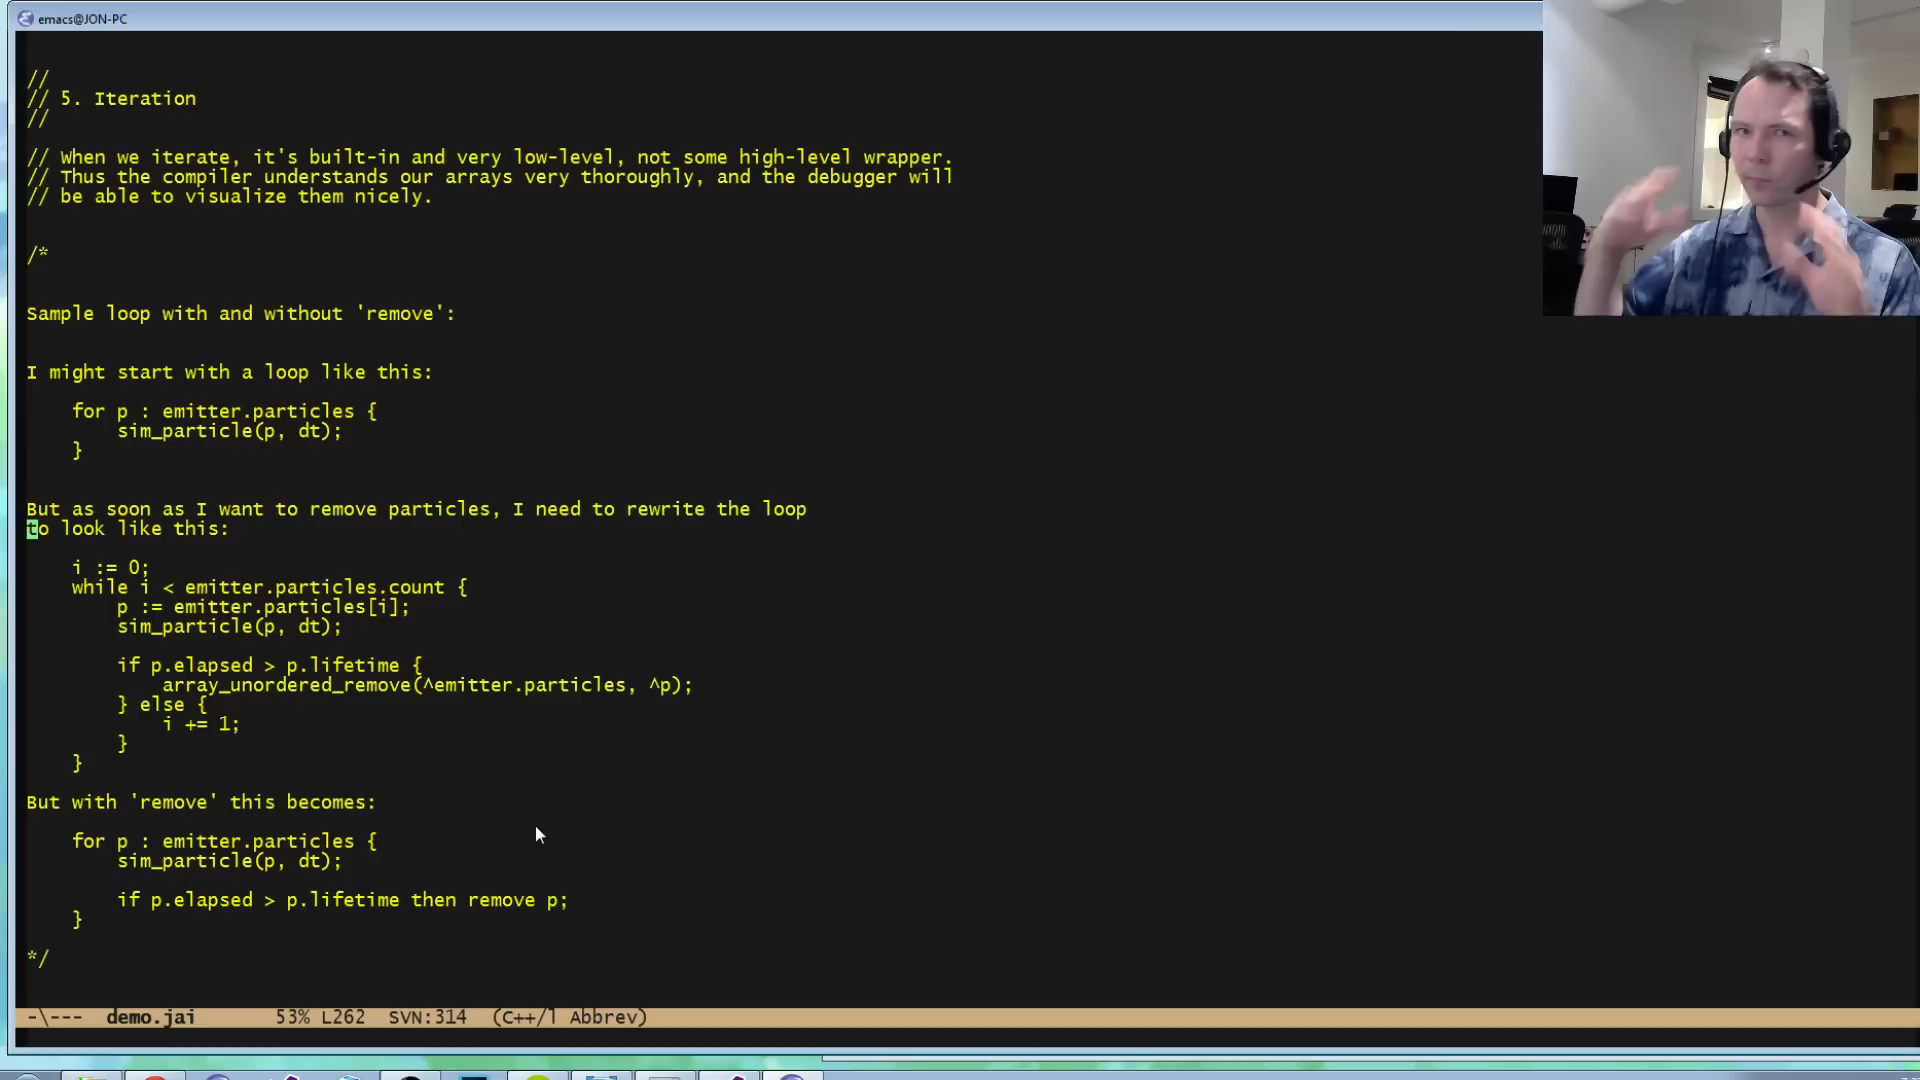 emacs@JON-PC
//
// 5. Iteration
//
// When we iterate, it's built-in and very low-level, not some high-level wrapper.
// Thus the compiler understands our arrays very thoroughly, and the debugger will
// be able to visualize them nicely.
/*
Sample loop with and without 'remove':
I might start with a loop like this:
for p : emitter.particles {
sim_particle(p, dt);
}
But as soon as I want to remove particles, I need to rewrite the loop
to look like this:
i := 0;
while i < emitter.particles.count {
p := emitter.particles[i];
sim_particle(p, dt);
if p.elapsed > p.lifetime {
array_unordered_remove(^emitter.particles, ^p);
} else {
i += 1;
}
}
But with 'remove' this becomes:
for p : emitter.particles {
sim_particle(p, dt);
if p.elapsed > p.lifetime then remove p;
}
*/
-\--- demo.jai 53% L262 SVN:314 (C++/l Abbrev)